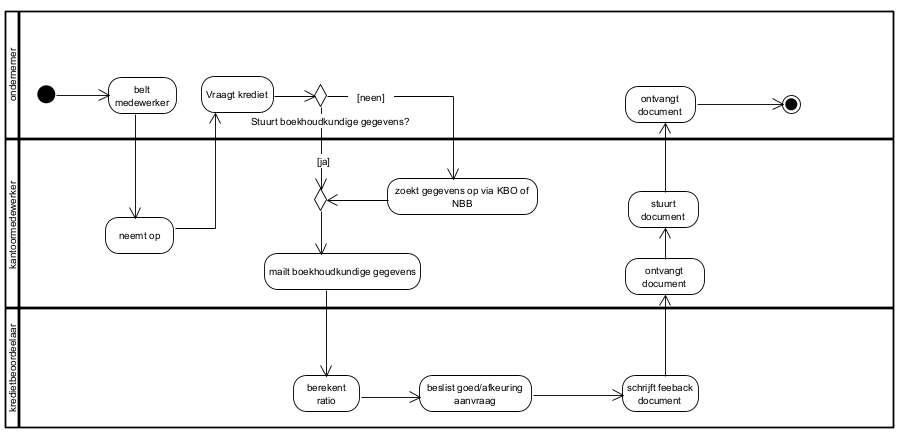 ondernemer
belt
medewerker
Vraagt krediet
[neen]
Stuurt boekhoudkundige gegevens?
ontvangt
document
kantoormedewerker
[ja]
zoekt gegevens op via KBO of
NBB
neemt op
mailt boekhoudkundige gegevens
stuurt
document
ontvangt
document
kredietbeoordeelaar
berekent
ratio
beslist goed/afkeuring
aanvraag
schrijft feeback
document